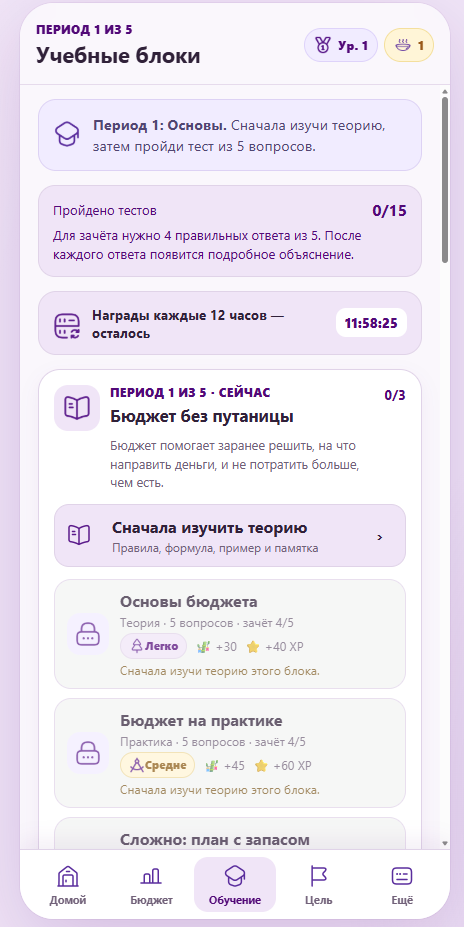 ПЕРИОД 1 ИЗ 5
Учебные блоки
Ур. 1
1
Период 1: Основы. Сначала изучи теорию,
затем пройди тест из 5 вопросов.
Пройдено тестов
0/15
Для зачёта нужно 4 правильных ответа из 5. После
каждого ответа появится подробное объяснение.
Награды каждые 12 часов —
осталось
11:58:25
ПЕРИОД 1 ИЗ 5 · СЕЙЧАС
0/3
Бюджет без путаницы
Бюджет помогает заранее решить, на что
направить деньги, и не потратить больше,
чем есть.
Сначала изучить теорию
Правила, формула, пример и памятка
›
Основы бюджета
Теория · 5 вопросов · зачёт 4/5
Легко +30 +40 XP
Сначала изучи теорию этого блока.
Бюджет на практике
Практика · 5 вопросов · зачёт 4/5
Средне +45 +60 XP
Сначала изучи теорию этого блока.
Сложно: план с запасом
Домой Бюджет Обучение Цель Ещё